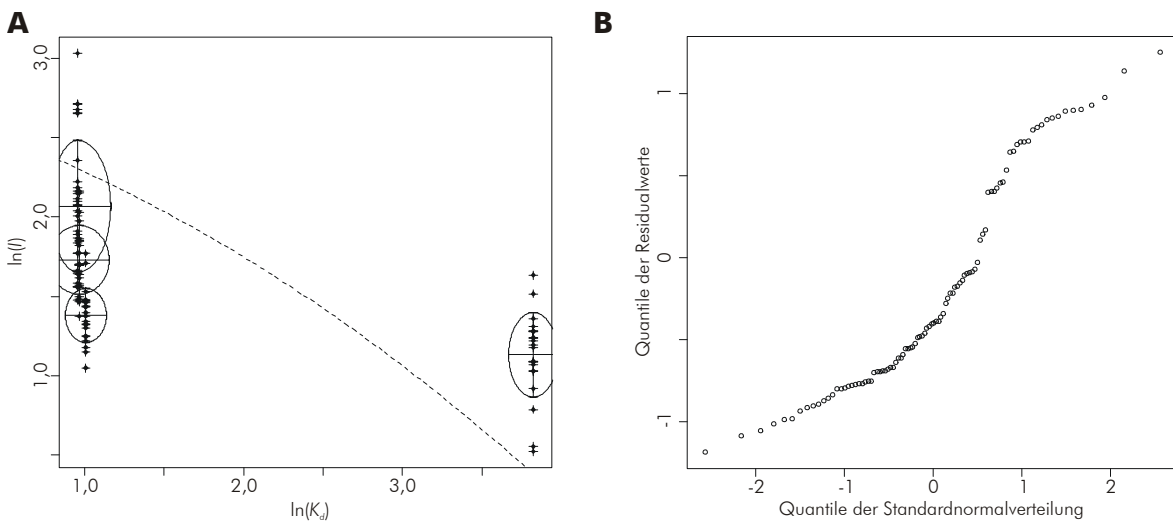 A
3,0
2,0
1,0
ln(I)
1,0
2,0
3,0
ln(K_d)
B
1
0
-1
Quantile der Residualwerte
-2
-1
0
1
2
Quantile der Standardnormalverteilung